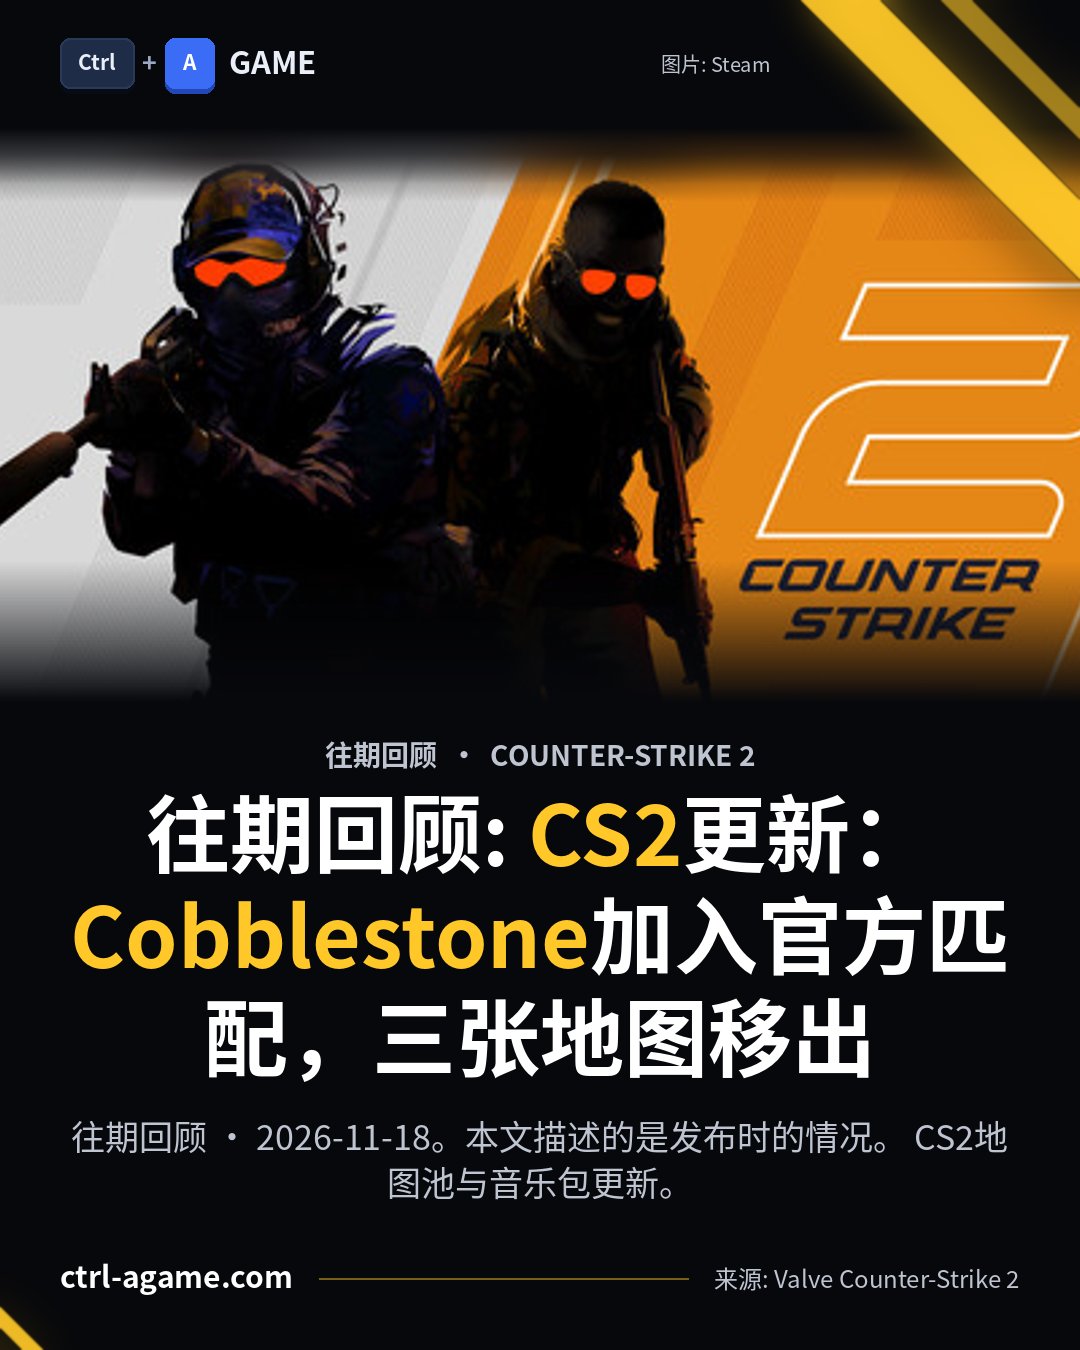 Ctrl + A GAME
图片: Steam
2
COUNTER
STRIKE
往期回顾 • COUNTER-STRIKE 2
往期回顾: CS2更新：
Cobblestone加入官方匹
配，三张地图移出
往期回顾 • 2026-11-18。本文描述的是发布时的情况。 CS2地
图池与音乐包更新。
ctrl-agame.com
来源: Valve Counter-Strike 2